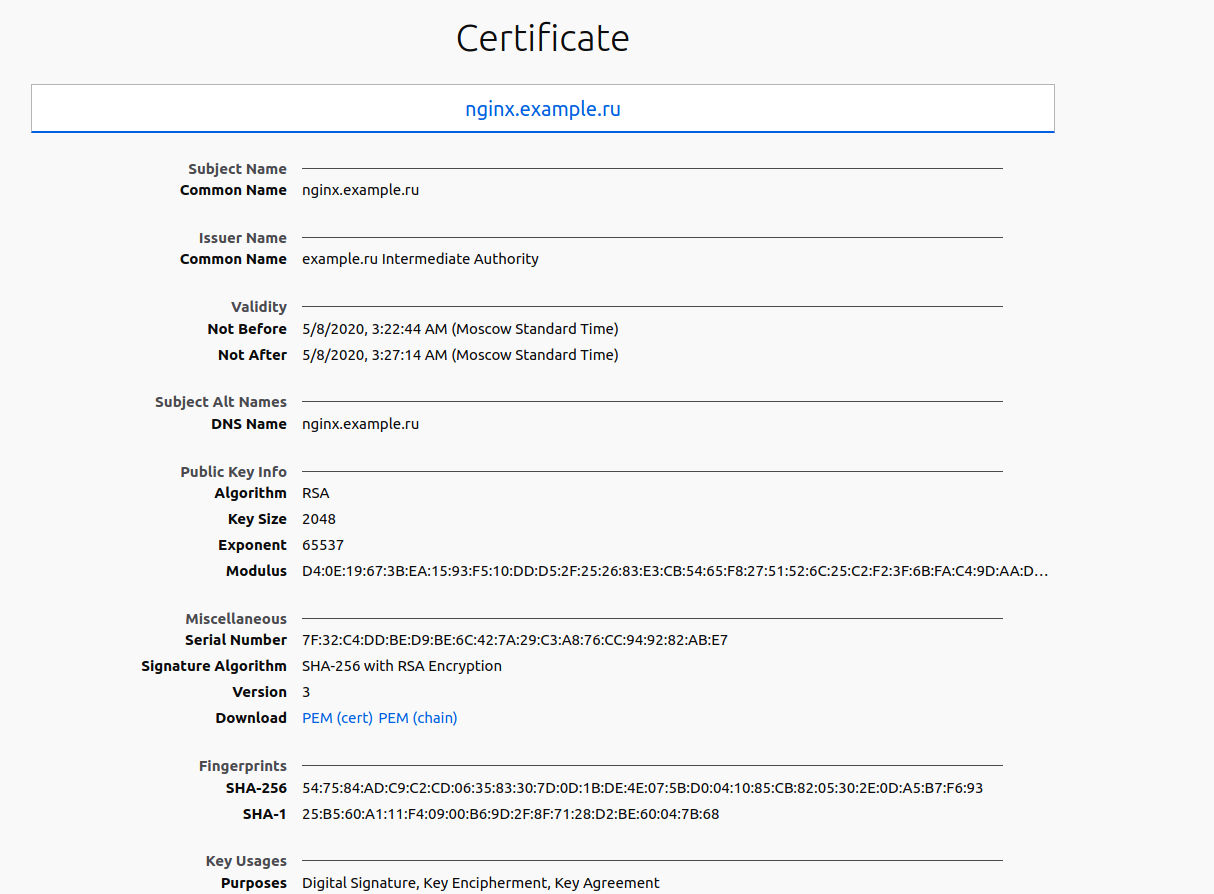 Certificate
nginx.example.ru
Subject Name
Common Name nginx.example.ru
Issuer Name
Common Name example.ru Intermediate Authority
Validity
Not Before 5/8/2020, 3:22:44 AM (Moscow Standard Time)
Not After 5/8/2020, 3:27:14 AM (Moscow Standard Time)
Subject Alt Names
DNS Name nginx.example.ru
Public Key Info
Algorithm RSA
Key Size 2048
Exponent 65537
Modulus D4:0E:19:67:3B:EA:15:93:F5:10:DD:D5:2F:25:26:83:E3:CB:54:65:F8:27:51:52:6C:25:C2:F2:3F:6B:FA:C4:9D:AA:D…
Miscellaneous
Serial Number 7F:32:C4:DD:BE:D9:BE:6C:42:7A:29:C3:A8:76:CC:94:92:82:AB:E7
Signature Algorithm SHA-256 with RSA Encryption
Version 3
Download PEM (cert) PEM (chain)
Fingerprints
SHA-256 54:75:84:AD:C9:C2:CD:06:35:83:30:7D:0D:1B:DE:4E:07:5B:D0:04:10:85:CB:82:05:30:2E:0D:A5:B7:F6:93
SHA-1 25:B5:60:A1:11:F4:09:00:B6:9D:2F:8F:71:28:D2:BE:60:04:7B:68
Key Usages
Purposes Digital Signature, Key Encipherment, Key Agreement